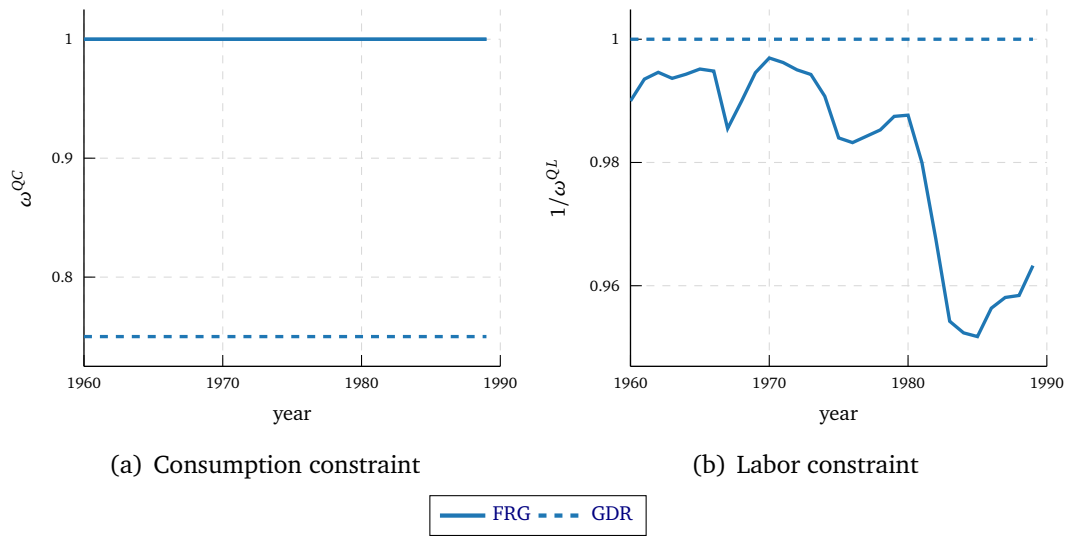 1
0.9
0.8
ω^{QC}
1960 1970 1980 1990
year
(a) Consumption constraint
1
0.98
0.96
1/ω^{QL}
1960 1970 1980 1990
year
(b) Labor constraint
FRG GDR